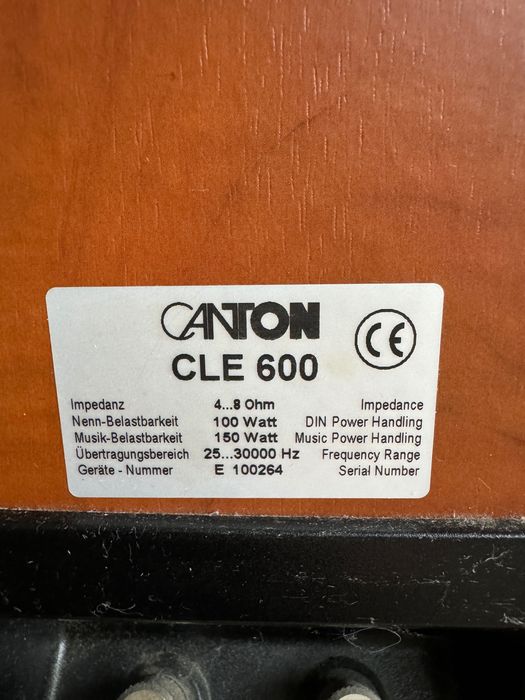 CANTON
CE
CLE 600
Impedanz 4...8 Ohm Impedance
Nenn-Belastbarkeit 100 Watt DIN Power Handling
Musik-Belastbarkeit 150 Watt Music Power Handling
Übertragungsbereich 25...30000 Hz Frequency Range
Geräte - Nummer E 100264 Serial Number